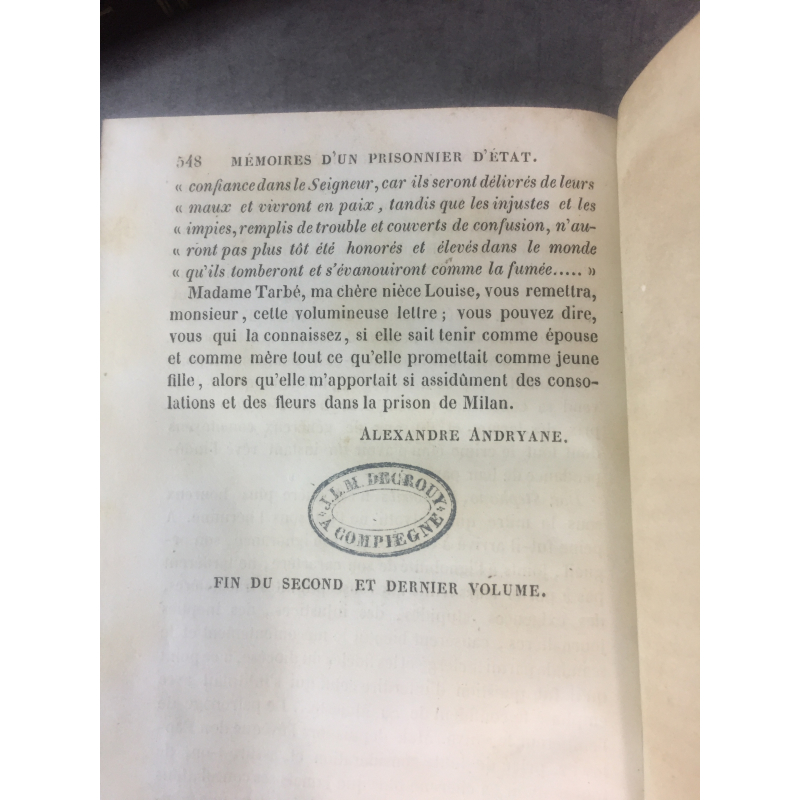 548 MÉMOIRES D'UN PRISONNIER D'ÉTAT.
« confiance dans le Seigneur, car ils seront délivrés de leurs
« maux et vivront en paix, tandis que les injustes et les
« impies, remplis de trouble et couverts de confusion, n'au-
« ront pas plus tôt été honorés et élevés dans le monde
« qu'ils tomberont et s'évanouiront comme la fumée..... »
Madame Tarbé, ma chère nièce Louise, vous remettra,
monsieur, cette volumineuse lettre ; vous pouvez dire,
vous qui la connaissez, si elle sait tenir comme épouse
et comme mère tout ce qu'elle promettait comme jeune
fille, alors qu'elle m'apportait si assidûment des conso-
lations et des fleurs dans la prison de Milan.
ALEXANDRE ANDRYANE.
J.L.M. DECROUY
A COMPIEGNE
FIN DU SECOND ET DERNIER VOLUME.